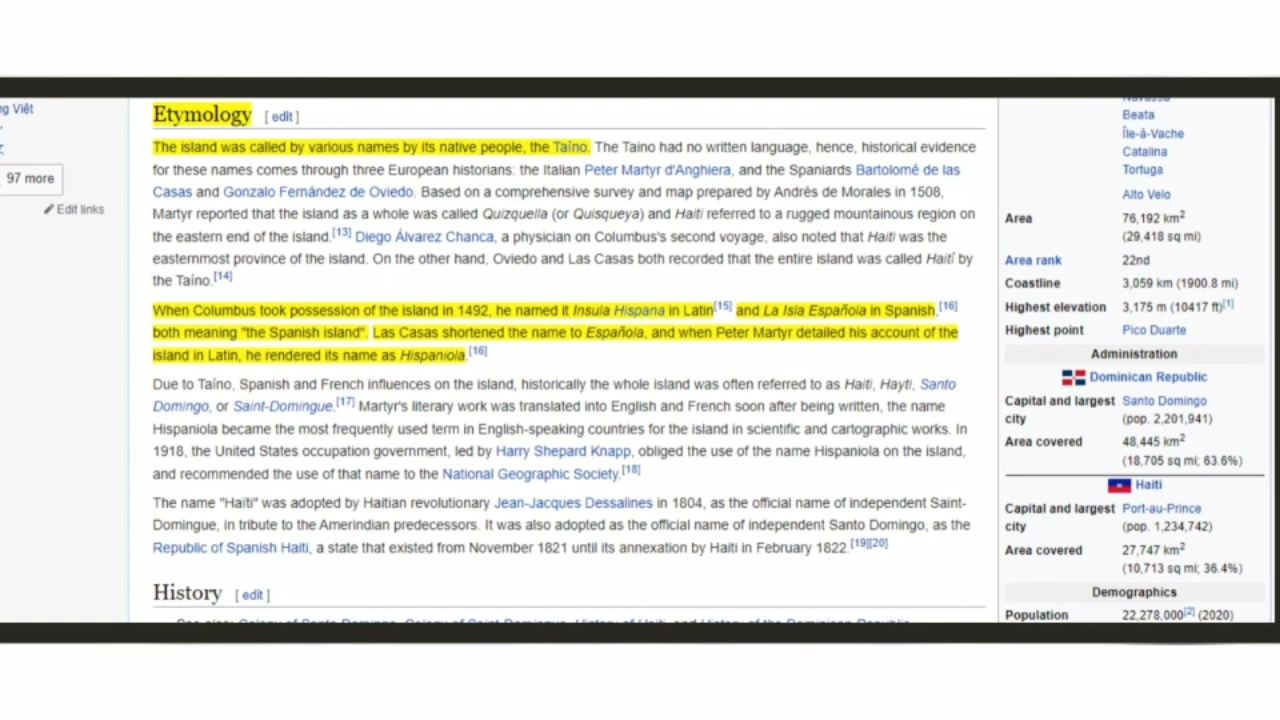 ng Việt
97 more
Edit links
Etymology [ edit ]
The island was called by various names by its native people, the Taíno. The Taino had no written language, hence, historical evidence
for these names comes through three European historians: the Italian Peter Martyr d'Anghiera, and the Spaniards Bartolomé de las
Casas and Gonzalo Fernández de Oviedo. Based on a comprehensive survey and map prepared by Andrés de Morales in 1508,
Martyr reported that the island as a whole was called Quizquella (or Quisqueya) and Haiti referred to a rugged mountainous region on
the eastern end of the island.[13] Diego Álvarez Chanca, a physician on Columbus's second voyage, also noted that Haiti was the
easternmost province of the island. On the other hand, Oviedo and Las Casas both recorded that the entire island was called Haití by
the Taíno.[14]
When Columbus took possession of the island in 1492, he named it Insula Hispana in Latin[15] and La Isla Española in Spanish,[16]
both meaning "the Spanish island". Las Casas shortened the name to Española, and when Peter Martyr detailed his account of the
island in Latin, he rendered its name as Hispaniola.[16]
Due to Taíno, Spanish and French influences on the island, historically the whole island was often referred to as Haiti, Hayti, Santo
Domingo, or Saint-Domingue.[17] Martyr's literary work was translated into English and French soon after being written, the name
Hispaniola became the most frequently used term in English-speaking countries for the island in scientific and cartographic works. In
1918, the United States occupation government, led by Harry Shepard Knapp, obliged the use of the name Hispaniola on the island,
and recommended the use of that name to the National Geographic Society.[18]
The name "Haïti" was adopted by Haitian revolutionary Jean-Jacques Dessalines in 1804, as the official name of independent Saint-
Domingue, in tribute to the Amerindian predecessors. It was also adopted as the official name of independent Santo Domingo, as the
Republic of Spanish Haiti, a state that existed from November 1821 until its annexation by Haiti in February 1822.[19][20]
History [ edit ]
See also: Colony of Santo Domingo, Colony of Saint-Domingue, History of Haiti, and History of the Dominican Republic
Navassa
Beata
Île-à-Vache
Catalina
Tortuga
Alto Velo
Area 76,192 km2
(29,418 sq mi)
Area rank 22nd
Coastline 3,059 km (1900.8 mi)
Highest elevation 3,175 m (10417 ft)[1]
Highest point Pico Duarte
Administration
Dominican Republic
Capital and largest Santo Domingo
city (pop. 2,201,941)
Area covered 48,445 km2
(18,705 sq mi; 63.6%)
Haiti
Capital and largest Port-au-Prince
city (pop. 1,234,742)
Area covered 27,747 km2
(10,713 sq mi; 36.4%)
Demographics
Population 22,278,000[2] (2020)